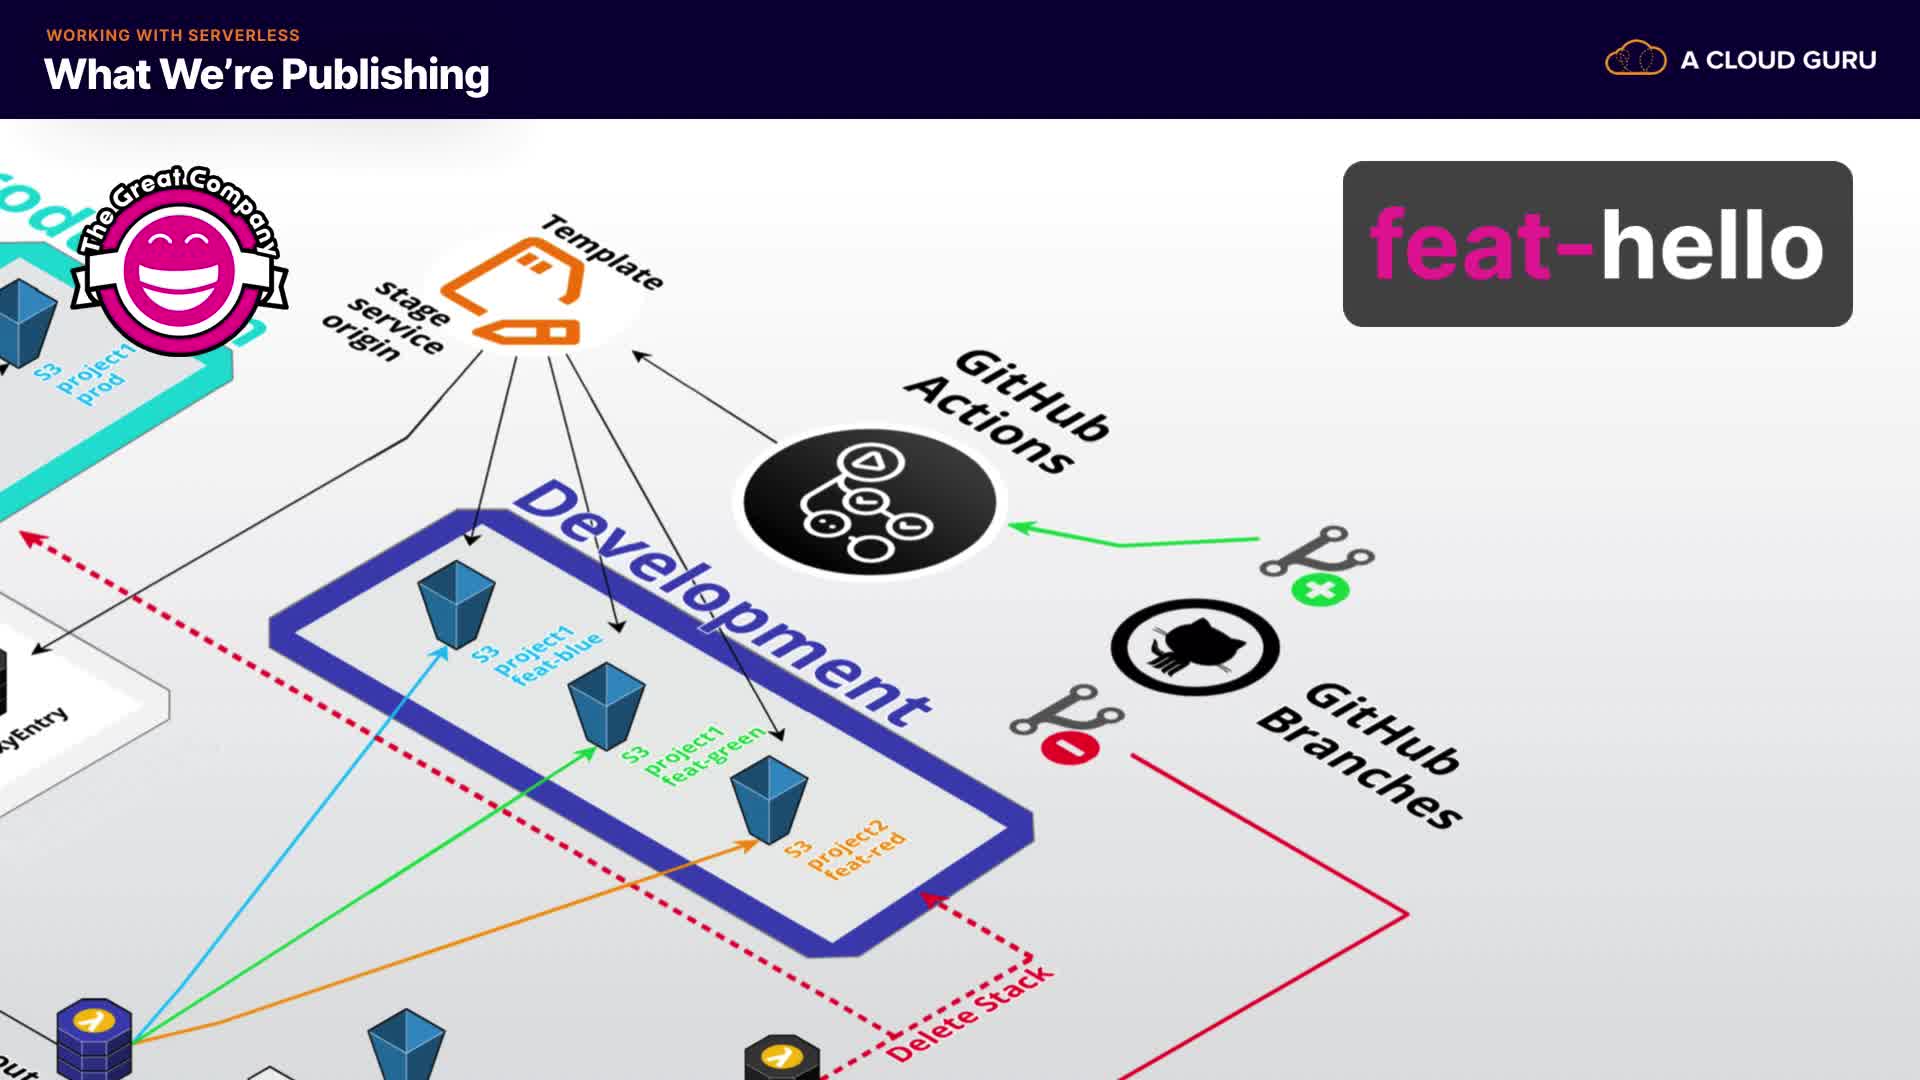 WORKING WITH SERVERLESS
What We're Publishing
A CLOUD GURU
The Great Company
feat-hello
Template
stage
service
origin
S3
project1
prod
GitHub
Actions
Development
S3
project1
feat-blue
S3
project1
feat-green
S3
project2
feat-red
GitHub
Branches
Delete Stack